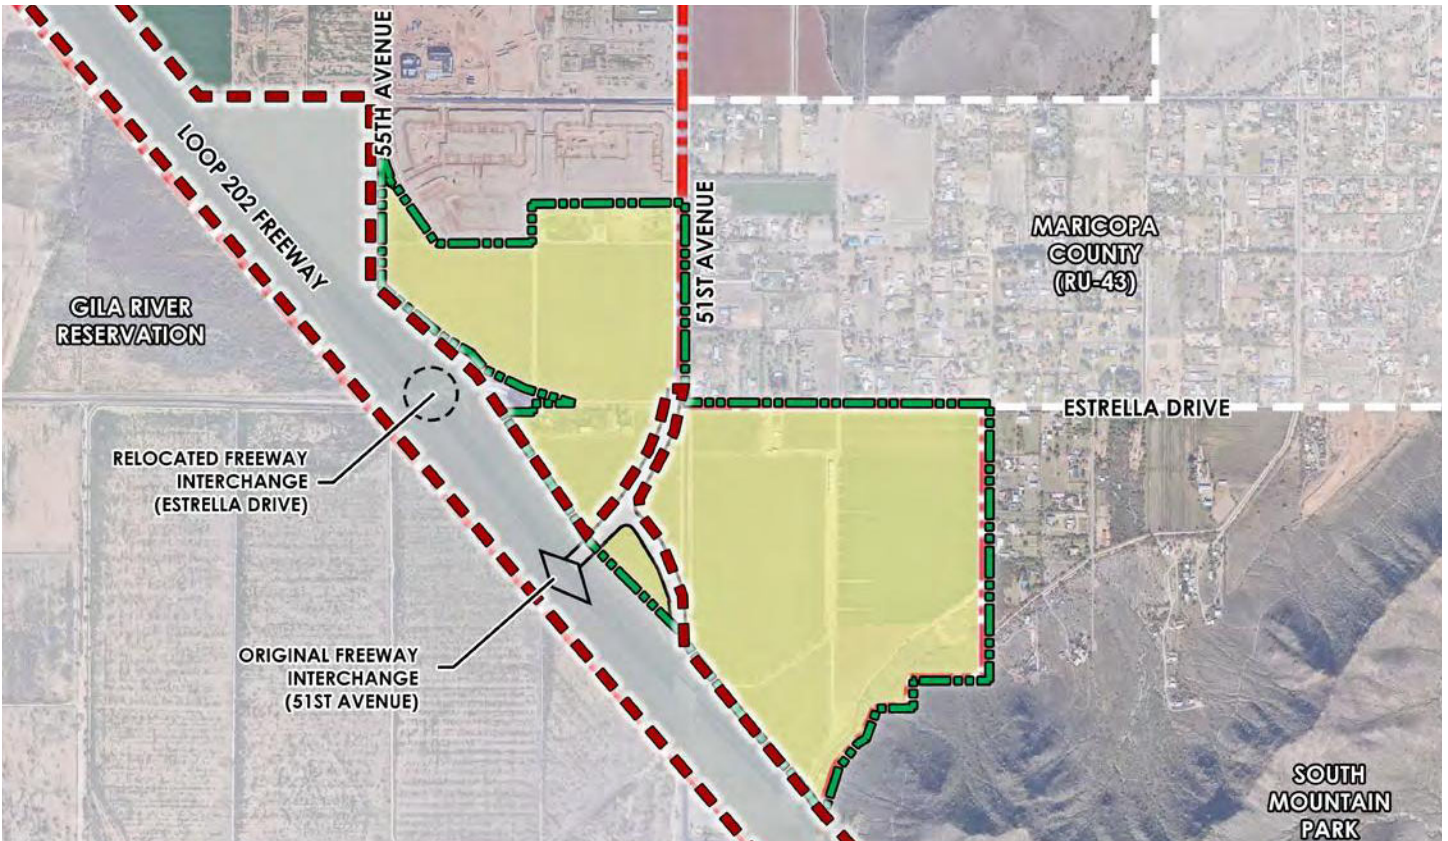 55TH AVENUE
LOOP 202 FREEWAY
51ST AVENUE
MARICOPA
COUNTY
(RU-43)
GILA RIVER
RESERVATION
ESTRELLA DRIVE
RELOCATED FREEWAY
INTERCHANGE
(ESTRELLA DRIVE)
ORIGINAL FREEWAY
INTERCHANGE
(51ST AVENUE)
SOUTH
MOUNTAIN
PARK